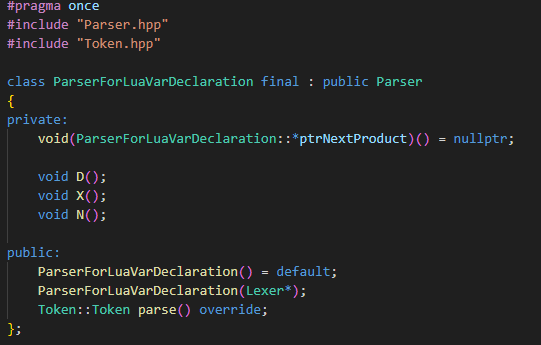 #pragma once
#include "Parser.hpp"
#include "Token.hpp"
class ParserForLuaVarDeclaration final : public Parser
{
private:
    void(ParserForLuaVarDeclaration::*ptrNextProduct)() = nullptr;
    void D();
    void X();
    void N();
public:
    ParserForLuaVarDeclaration() = default;
    ParserForLuaVarDeclaration(Lexer*);
    Token::Token parse() override;
};